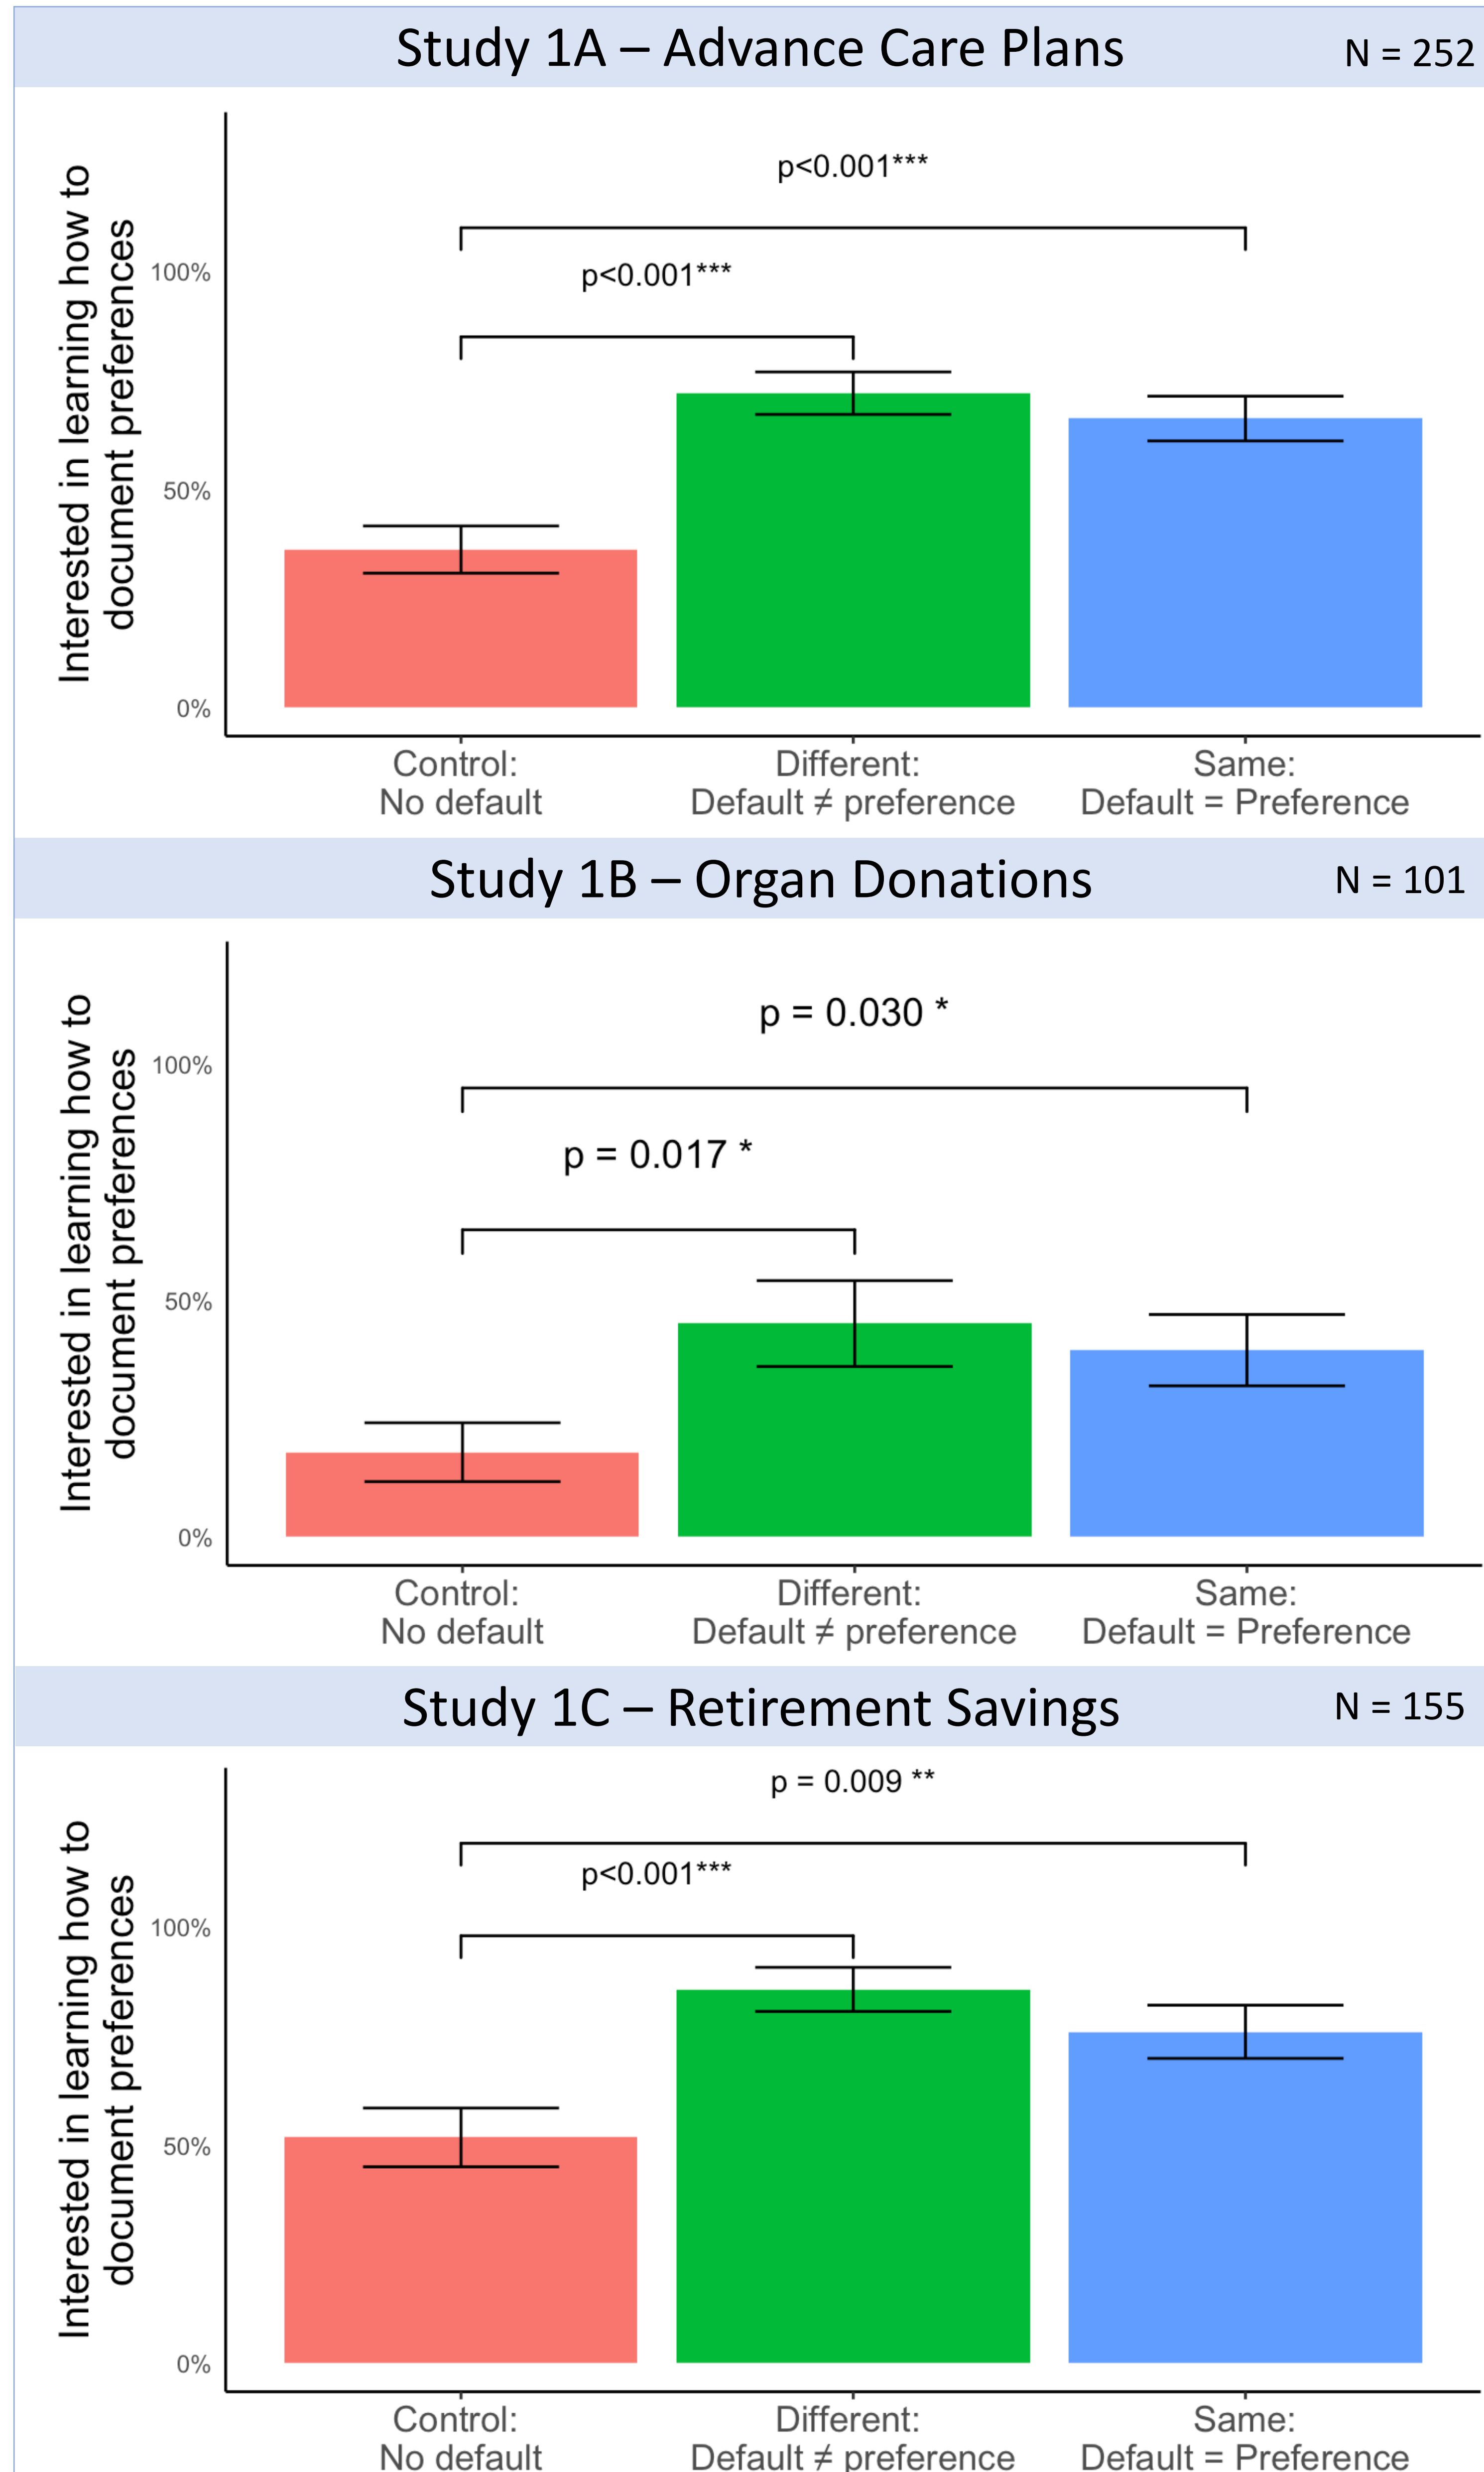 Study 1A – Advance Care Plans
N = 252
Interested in learning how to
document preferences
p<0.001***
p<0.001***
100%
50%
0%
Control:
No default
Different:
Default ≠ preference
Same:
Default = Preference
Study 1B – Organ Donations
N = 101
Interested in learning how to
document preferences
p = 0.030 *
p = 0.017 *
100%
50%
0%
Control:
No default
Different:
Default ≠ preference
Same:
Default = Preference
Study 1C – Retirement Savings
N = 155
Interested in learning how to
document preferences
p = 0.009 **
p<0.001***
100%
50%
0%
Control:
No default
Different:
Default ≠ preference
Same:
Default = Preference